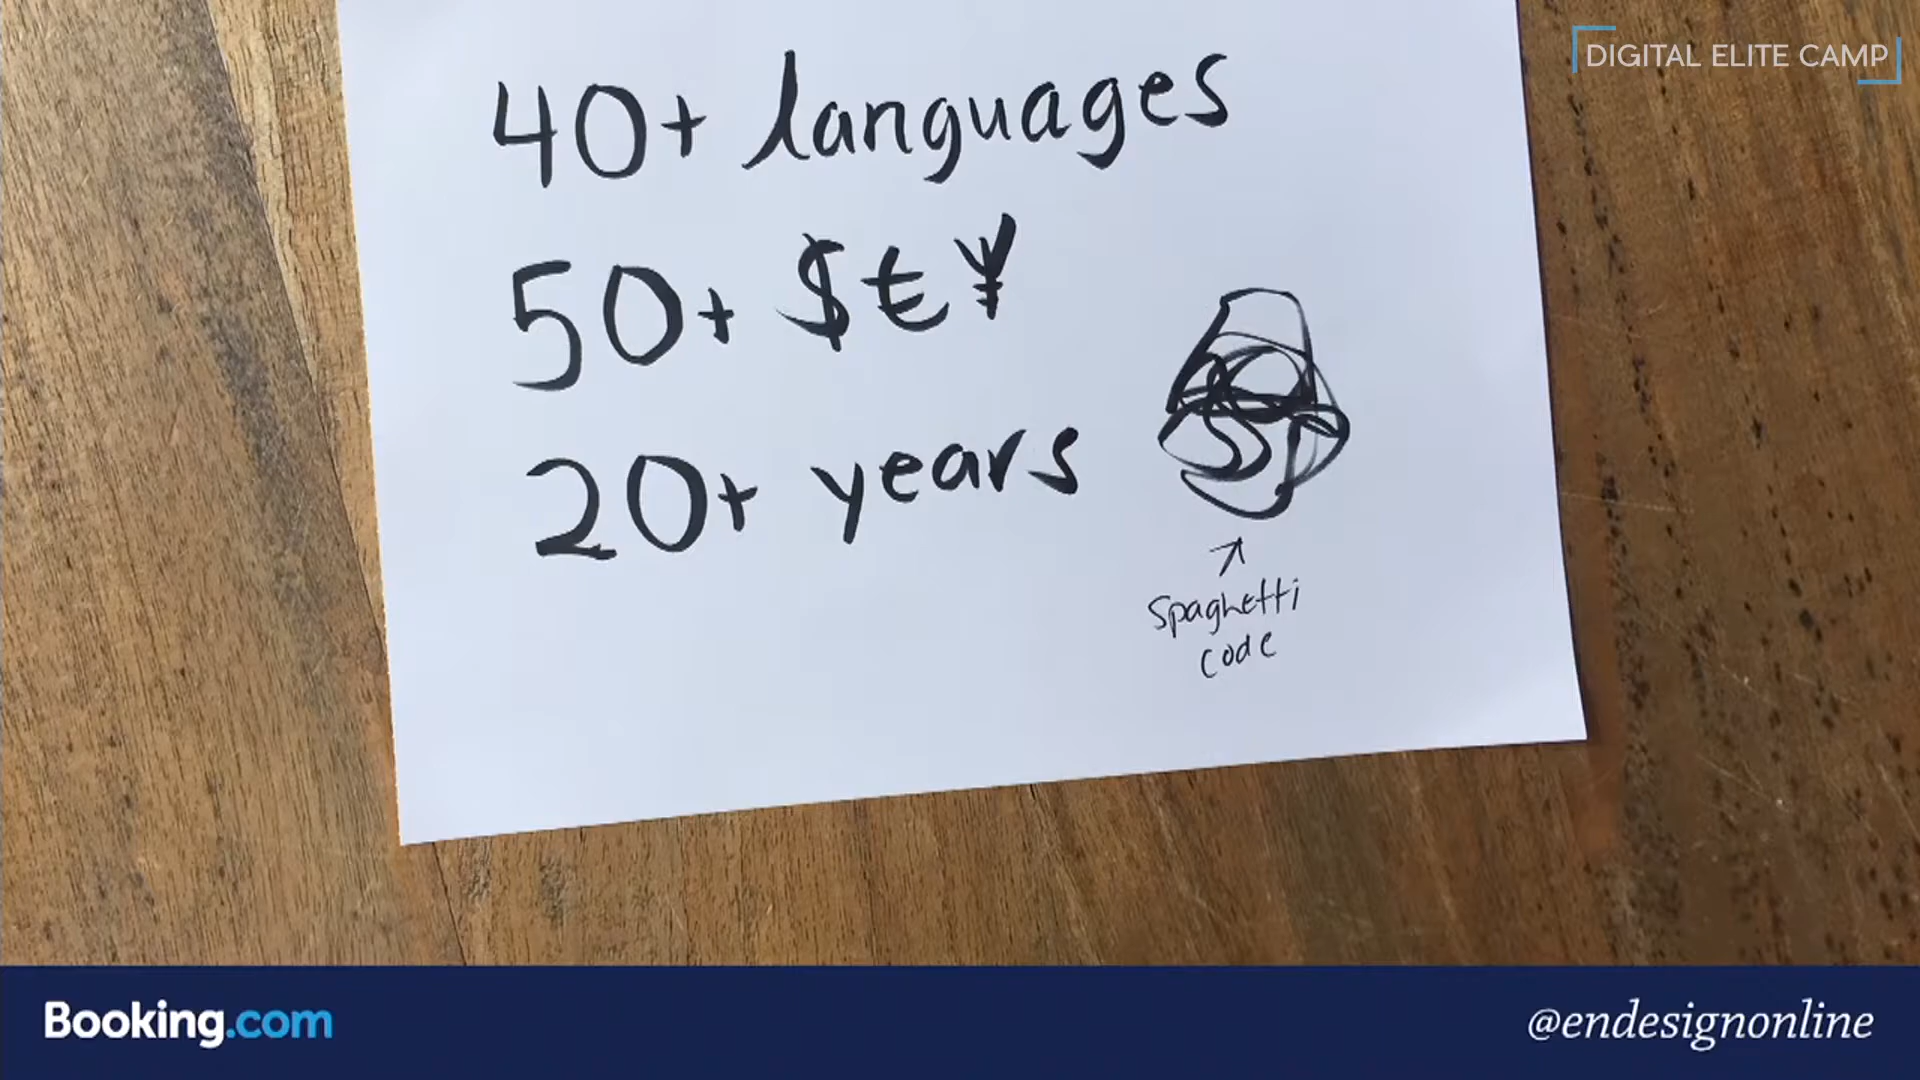 DIGITAL ELITE CAMP
40+ languages
50+ $ € ¥
20+ years
Spaghetti
code
Booking.com
@endesignonline